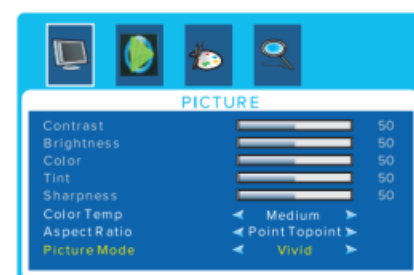 PICTURE
Contrast 50
Brightness 50
Color 50
Tint 50
Sharpness 50
Color Temp Medium
Aspect Ratio Point Topoint
Picture Mode Vivid